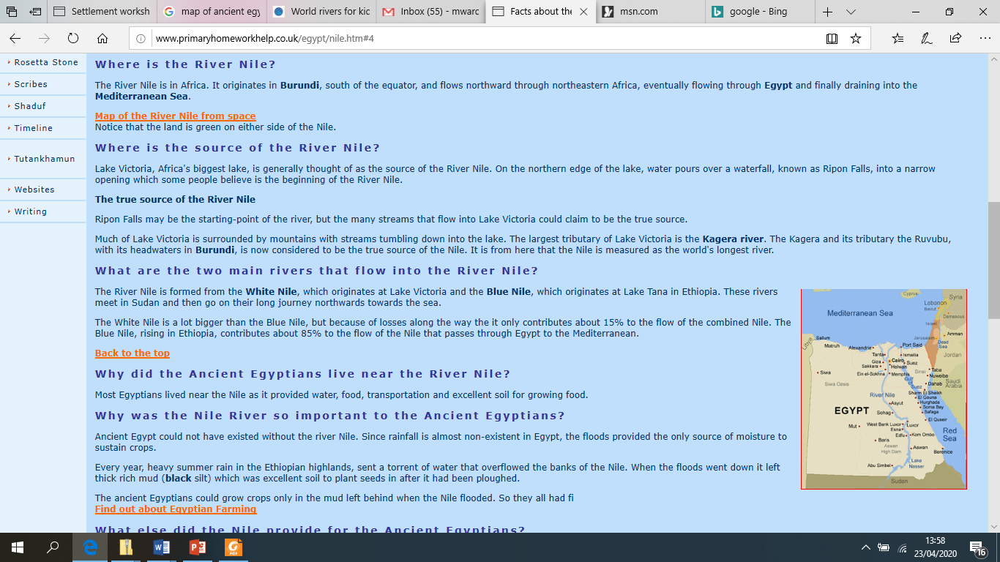 Settlement worksh
map of ancient egy
World rivers for kic
Inbox (55) - mwarc
Facts about the
msn.com
google - Bing
www.primaryhomeworkhelp.co.uk/egypt/nile.htm#4
Rosetta Stone
Scribes
Shaduf
Timeline
Tutankhamun
Websites
Writing
Where is the River Nile?
The River Nile is in Africa. It originates in Burundi, south of the equator, and flows northward through northeastern Africa, eventually flowing through Egypt and finally draining into the
Mediterranean Sea.
Map of the River Nile from space
Notice that the land is green on either side of the Nile.
Where is the source of the River Nile?
Lake Victoria, Africa's biggest lake, is generally thought of as the source of the River Nile. On the northern edge of the lake, water pours over a waterfall, known as Ripon Falls, into a narrow
opening which some people believe is the beginning of the River Nile.
The true source of the River Nile
Ripon Falls may be the starting-point of the river, but the many streams that flow into Lake Victoria could claim to be the true source.
Much of Lake Victoria is surrounded by mountains with streams tumbling down into the lake. The largest tributary of Lake Victoria is the Kagera river. The Kagera and its tributary the Ruvubu,
with its headwaters in Burundi, is now considered to be the true source of the Nile. It is from here that the Nile is measured as the world's longest river.
What are the two main rivers that flow into the River Nile?
The River Nile is formed from the White Nile, which originates at Lake Victoria and the Blue Nile, which originates at Lake Tana in Ethiopia. These rivers
meet in Sudan and then go on their long journey northwards towards the sea.
The White Nile is a lot bigger than the Blue Nile, but because of losses along the way the it only contributes about 15% to the flow of the combined Nile. The
Blue Nile, rising in Ethiopia, contributes about 85% to the flow of the Nile that passes through Egypt to the Mediterranean.
Back to the top
Why did the Ancient Egyptians live near the River Nile?
Most Egyptians lived near the Nile as it provided water, food, transportation and excellent soil for growing food.
Why was the Nile River so important to the Ancient Egyptians?
Ancient Egypt could not have existed without the river Nile. Since rainfall is almost non-existent in Egypt, the floods provided the only source of moisture to
sustain crops.
Every year, heavy summer rain in the Ethiopian highlands, sent a torrent of water that overflowed the banks of the Nile. When the floods went down it left
thick rich mud (black silt) which was excellent soil to plant seeds in after it had been ploughed.
The ancient Egyptians could grow crops only in the mud left behind when the Nile flooded. So they all had fi
Find out about Egyptian Farming
What else did the Nile provide for the Ancient Egyptians?
Cyprus
Syria
Lebanon
Beirut
Damascus
Mediterranean Sea
Israel
Jerusalem
Amman
Dead
Sea
Jordan
Libya
Sallum
Matruh
Alexandria
Port Said
Tanta
Ismailia
Giza
Cairo
Suez
Sakkara
Helwan
Ein el-Sokhna
Memphis
Sinai
Taba
Nuweiba
Siwa
Siwa Oasis
Gulf
of
Suez
Dahab
Saudi
Arabia
Sharm El Sheikh
River Nile
El Gouna
Hurghada
Asyut
Soma Bay
Safaga
EGYPT
Sohag
El Quseir
Mut
West Bank Luxor
Luxor
Esna
Edfu
Kom Ombo
Red
Sea
Baris
Aswan
High Dam
Aswan
Berenice
Abu Simbel
Lake
Nasser
Sudan
PDF
13:58
23/04/2020
16